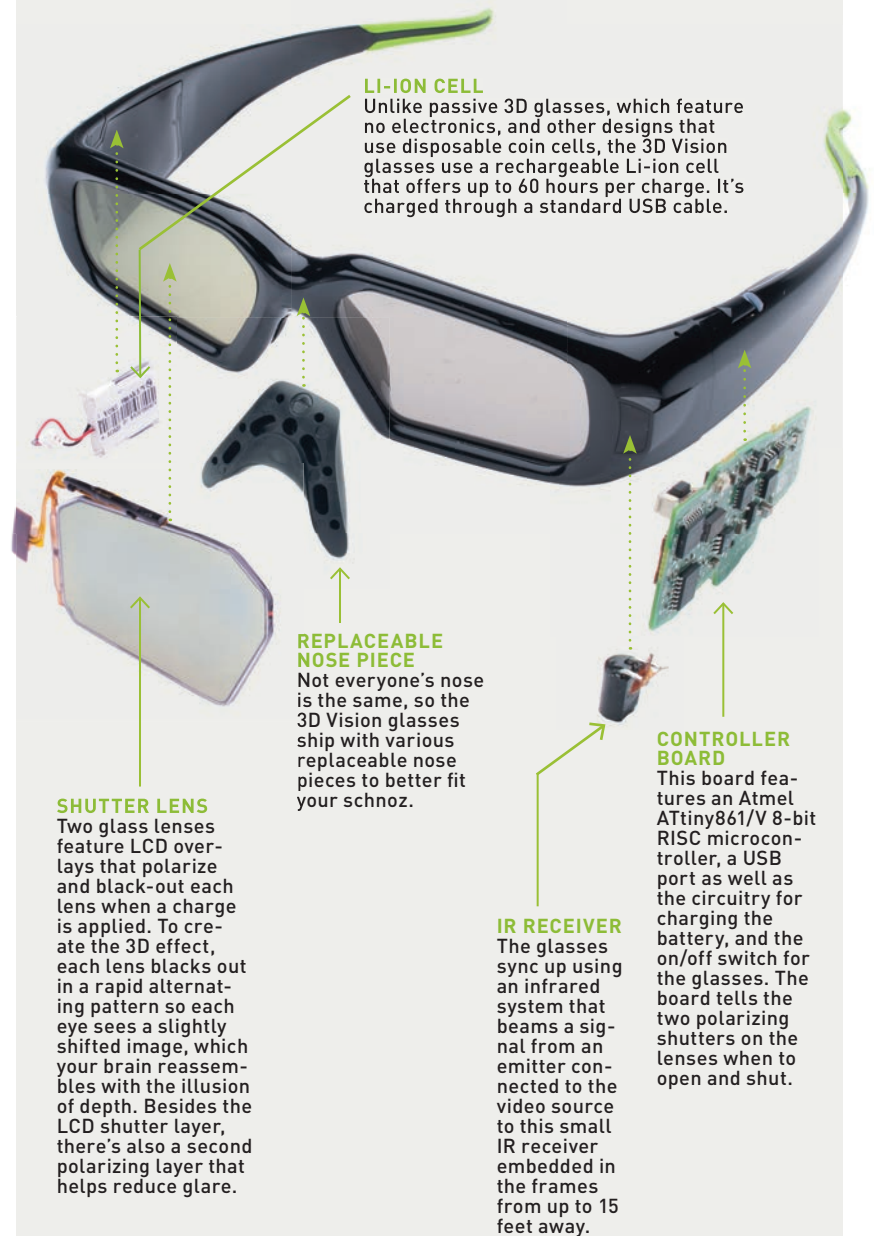 LI-ION CELL
Unlike passive 3D glasses, which feature
no electronics, and other designs that
use disposable coin cells, the 3D Vision
glasses use a rechargeable Li-ion cell
that offers up to 60 hours per charge. It's
charged through a standard USB cable.
REPLACEABLE
NOSE PIECE
Not everyone's nose
is the same, so the
3D Vision glasses
ship with various
replaceable nose
pieces to better fit
your schnoz.
SHUTTER LENS
Two glass lenses
feature LCD over-
lays that polarize
and black-out each
lens when a charge
is applied. To cre-
ate the 3D effect,
each lens blacks out
in a rapid alternat-
ing pattern so each
eye sees a slightly
shifted image, which
your brain reassem-
bles with the illusion
of depth. Besides the
LCD shutter layer,
there's also a second
polarizing layer that
helps reduce glare.
IR RECEIVER
The glasses
sync up using
an infrared
system that
beams a sig-
nal from an
emitter con-
nected to the
video source
to this small
IR receiver
embedded in
the frames
from up to 15
feet away.
CONTROLLER
BOARD
This board fea-
tures an Atmel
ATtiny861/V 8-bit
RISC microcon-
troller, a USB
port as well as
the circuitry for
charging the
battery, and the
on/off switch for
the glasses. The
board tells the
two polarizing
shutters on the
lenses when to
open and shut.